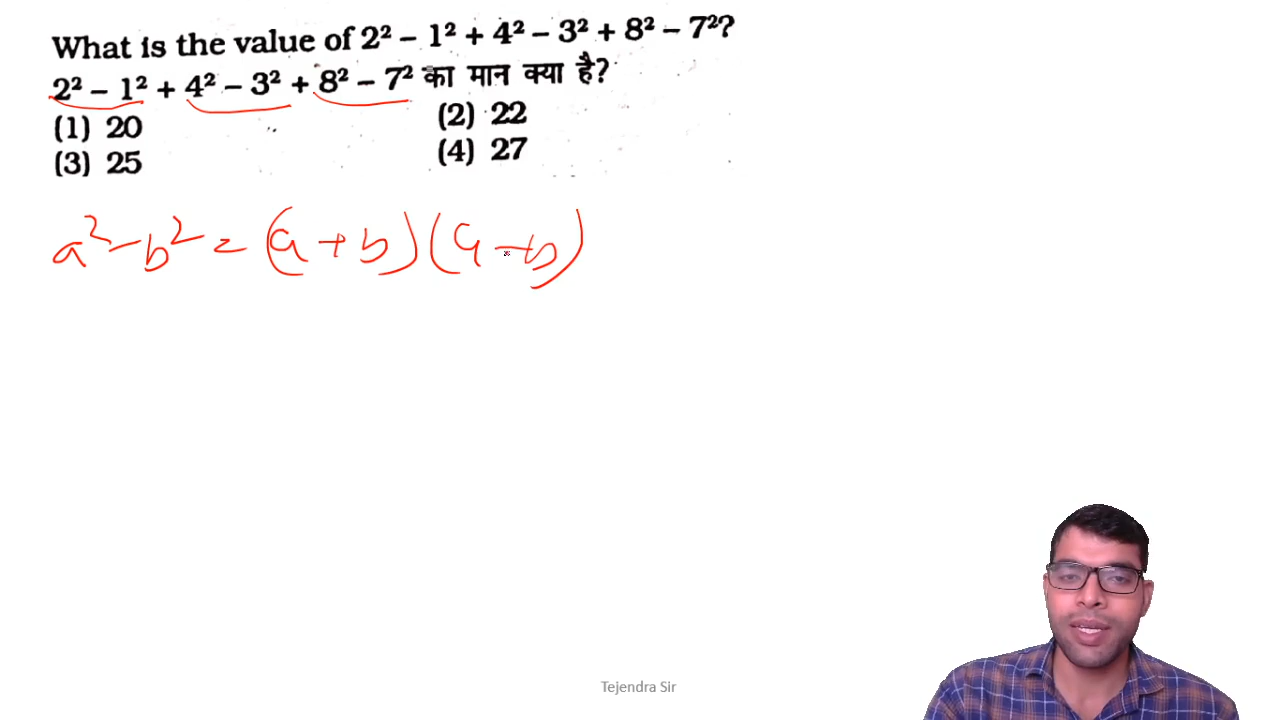 What is the value of 2² – 1² + 4² – 3² + 8² – 7²?
2² – 1² + 4² – 3² + 8² – 7² का मान क्या है?
(1) 20 (2) 22
(3) 25 (4) 27
a² – b² = (a + b) (a – b)
Tejendra Sir